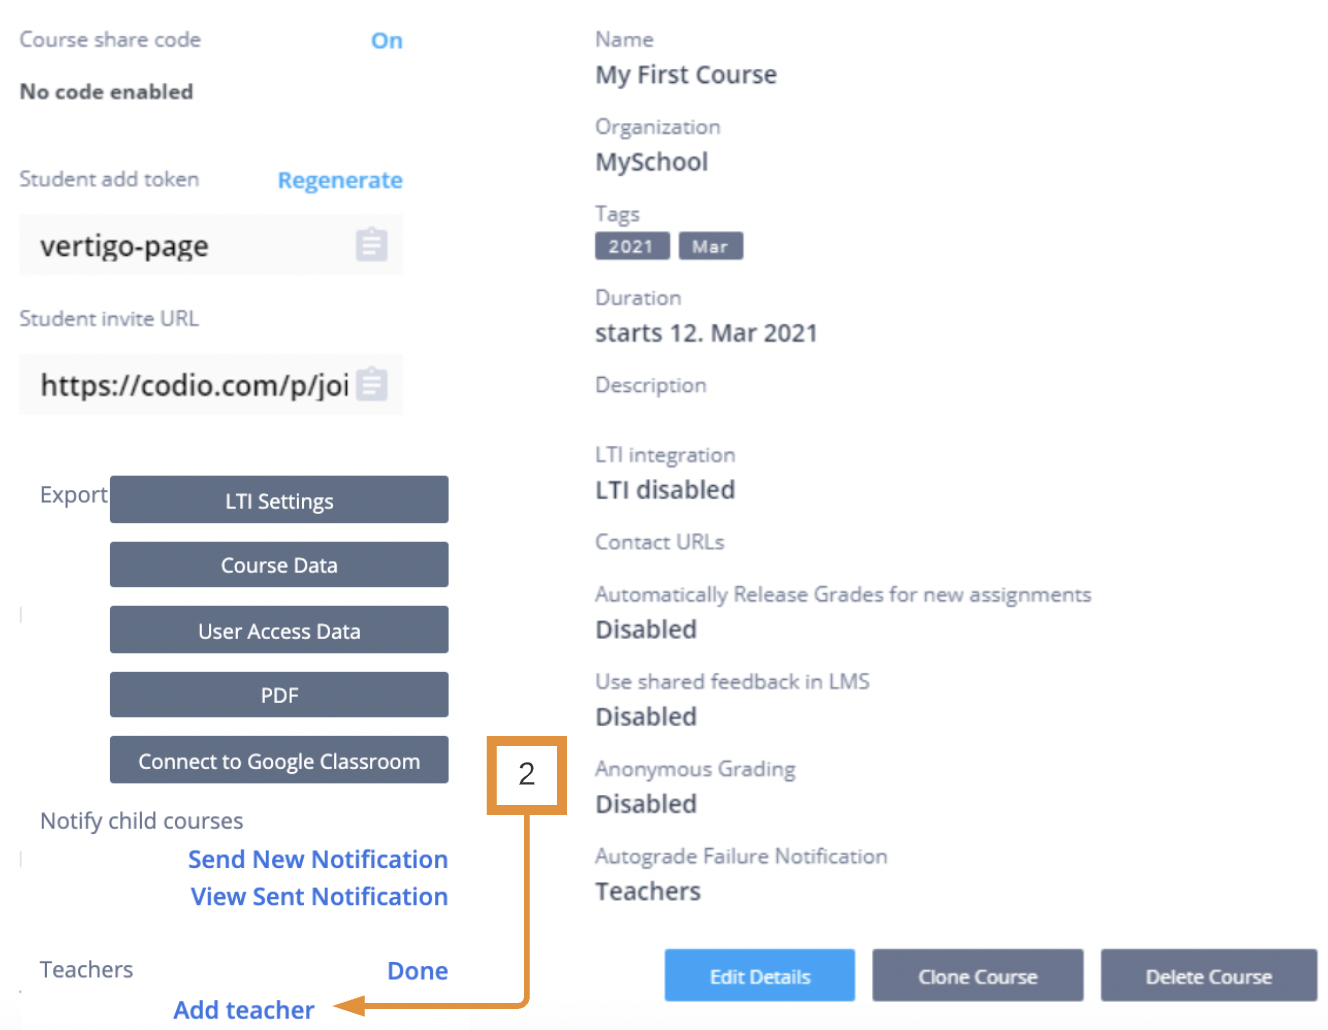 Course share code
On
No code enabled
Student add token
Regenerate
vertigo-page
Student invite URL
https://codio.com/p/joi
Export
LTI Settings
Course Data
User Access Data
PDF
Connect to Google Classroom
Notify child courses
Send New Notification
View Sent Notification
Teachers
Done
Add teacher
2
Name
My First Course
Organization
MySchool
Tags
2021
Mar
Duration
starts 12. Mar 2021
Description
LTI integration
LTI disabled
Contact URLs
Automatically Release Grades for new assignments
Disabled
Use shared feedback in LMS
Disabled
Anonymous Grading
Disabled
Autograde Failure Notification
Teachers
Edit Details
Clone Course
Delete Course